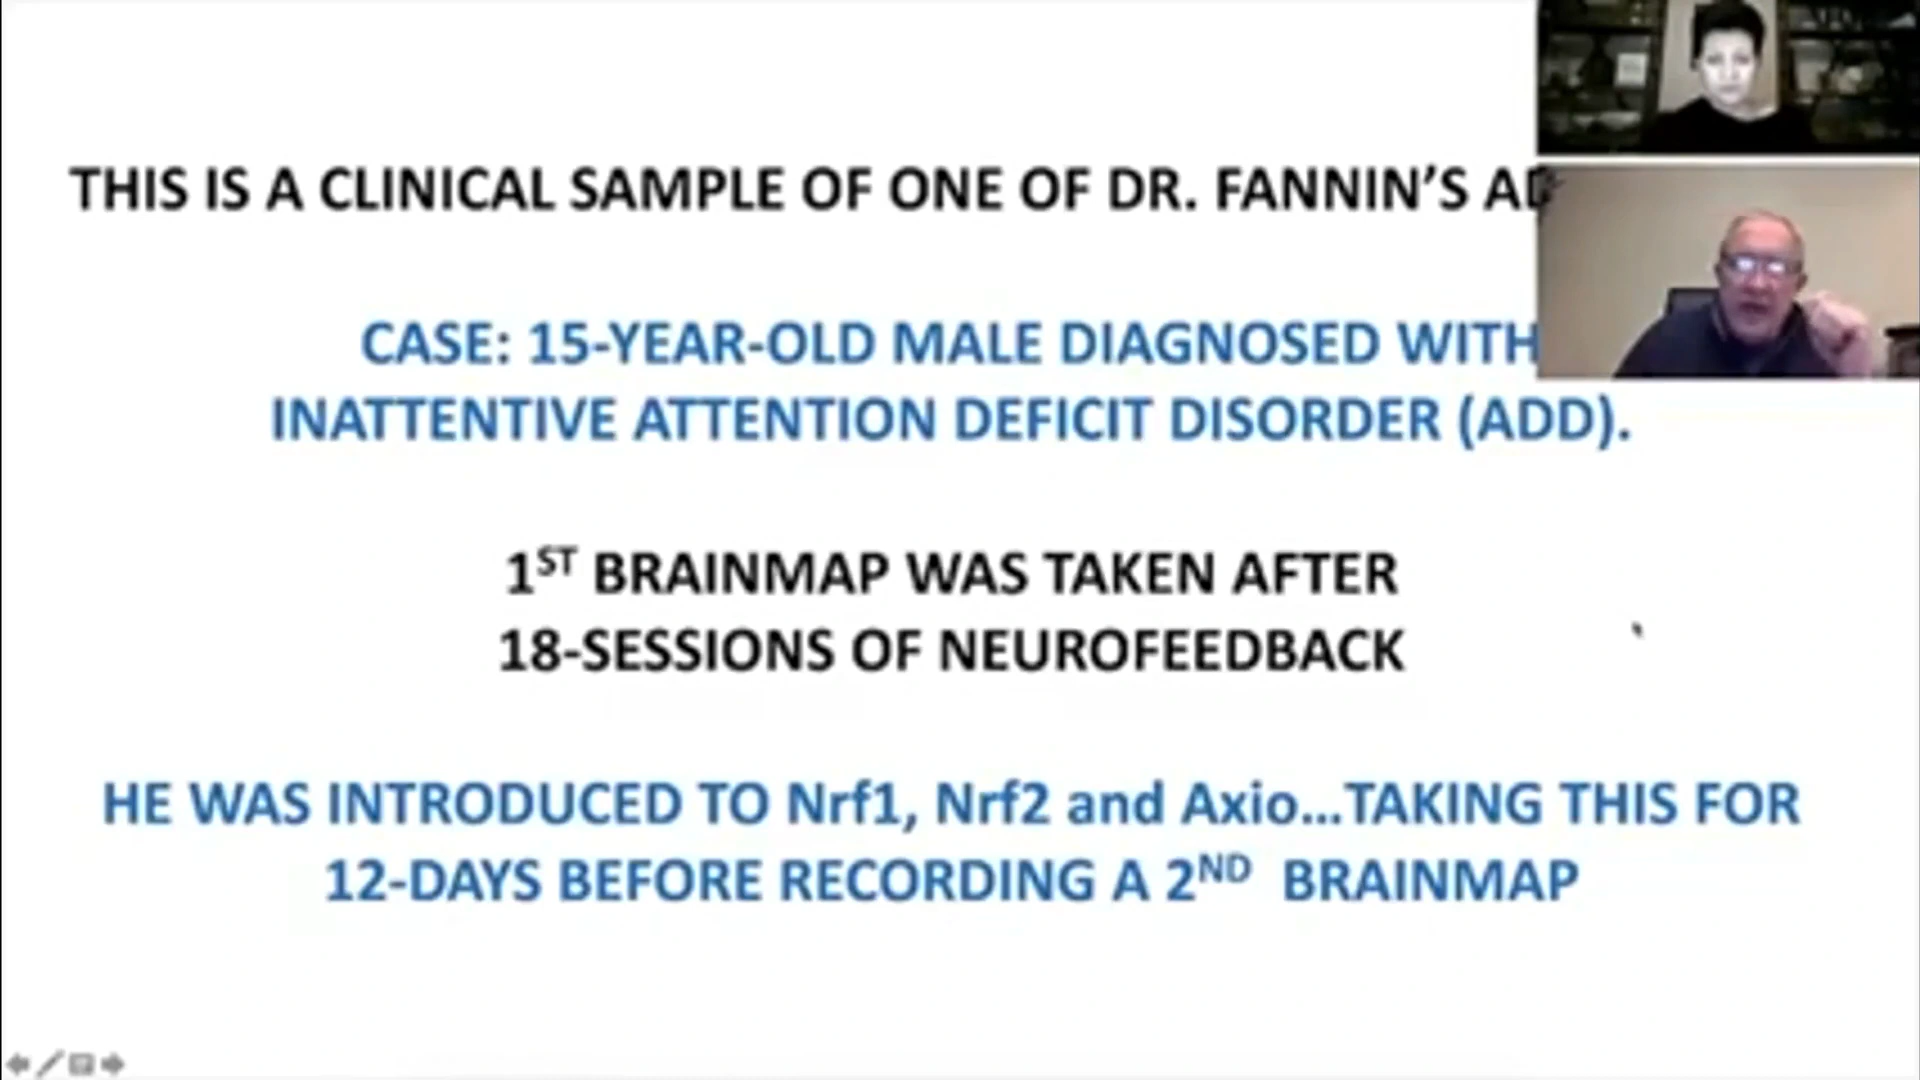 THIS IS A CLINICAL SAMPLE OF ONE OF DR. FANNIN'S
CASE: 15-YEAR-OLD MALE DIAGNOSED WITH
INATTENTIVE ATTENTION DEFICIT DISORDER (ADD).
1ST BRAINMAP WAS TAKEN AFTER
18-SESSIONS OF NEUROFEEDBACK
HE WAS INTRODUCED TO Nrf1, Nrf2 and Axio...TAKING THIS FOR
12-DAYS BEFORE RECORDING A 2ND BRAINMAP